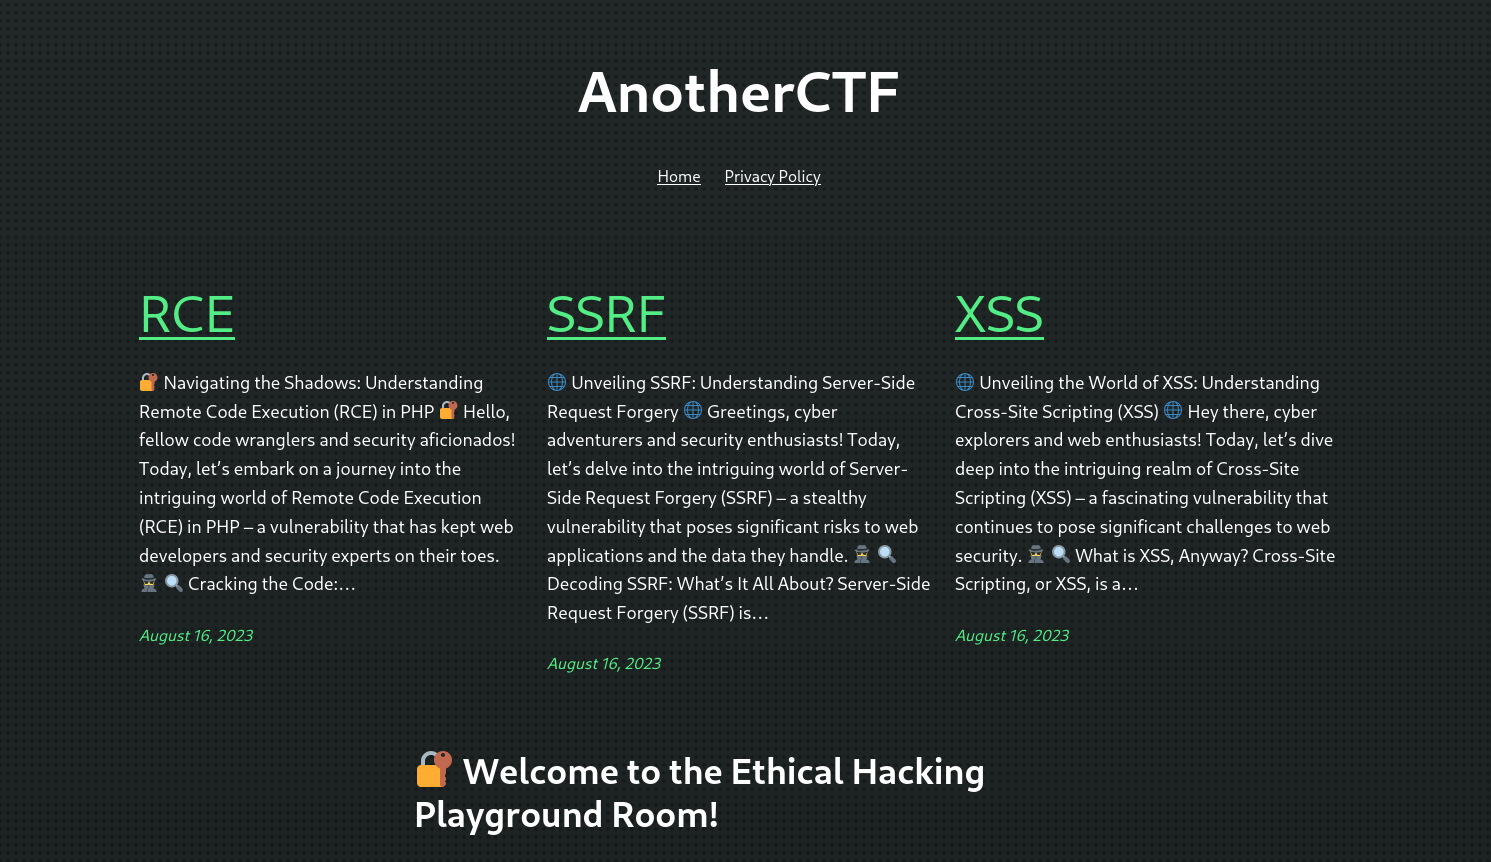 AnotherCTF
Home Privacy Policy
RCE
🔐 Navigating the Shadows: Understanding
Remote Code Execution (RCE) in PHP 🔐 Hello,
fellow code wranglers and security aficionados!
Today, let’s embark on a journey into the
intriguing world of Remote Code Execution
(RCE) in PHP – a vulnerability that has kept web
developers and security experts on their toes.
🕵️ 🔍 Cracking the Code:…
August 16, 2023
SSRF
🌐 Unveiling SSRF: Understanding Server-Side
Request Forgery 🌐 Greetings, cyber
adventurers and security enthusiasts! Today,
let’s delve into the intriguing world of Server-
Side Request Forgery (SSRF) – a stealthy
vulnerability that poses significant risks to web
applications and the data they handle. 🕵️ 🔍
Decoding SSRF: What’s It All About? Server-Side
Request Forgery (SSRF) is…
August 16, 2023
XSS
🌐 Unveiling the World of XSS: Understanding
Cross-Site Scripting (XSS) 🌐 Hey there, cyber
explorers and web enthusiasts! Today, let’s dive
deep into the intriguing realm of Cross-Site
Scripting (XSS) – a fascinating vulnerability that
continues to pose significant challenges to web
security. 🕵️ 🔍 What is XSS, Anyway? Cross-Site
Scripting, or XSS, is a…
August 16, 2023
🔐 Welcome to the Ethical Hacking
Playground Room!